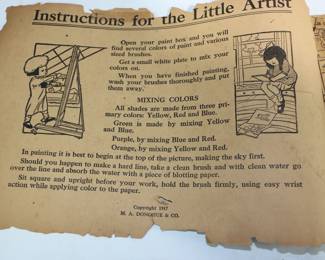 Instructions for the Little Artist
Open your paint box and you will
find several colors of paint and various
sized brushes.
Get a small white plate to mix your
colors on.
When you have finished painting,
wash your brushes thoroughly and put
them away.
MIXING COLORS
All shades are made from three pri-
mary colors: Yellow, Red and Blue.
Green is made by mixing Yellow
and Blue.
Purple, by mixing Blue and Red.
Orange, by mixing Yellow and Red.
In painting it is best to begin at the top of the picture, making the sky first.
Should you happen to make a hard line, take a clean brush and with clean water go
over the line and absorb the water with a piece of blotting paper.
Sit square and upright before your work, hold the brush firmly, using easy wrist
action while applying color to the paper.
Copyright 1917
M. A. DONOHUE & CO.